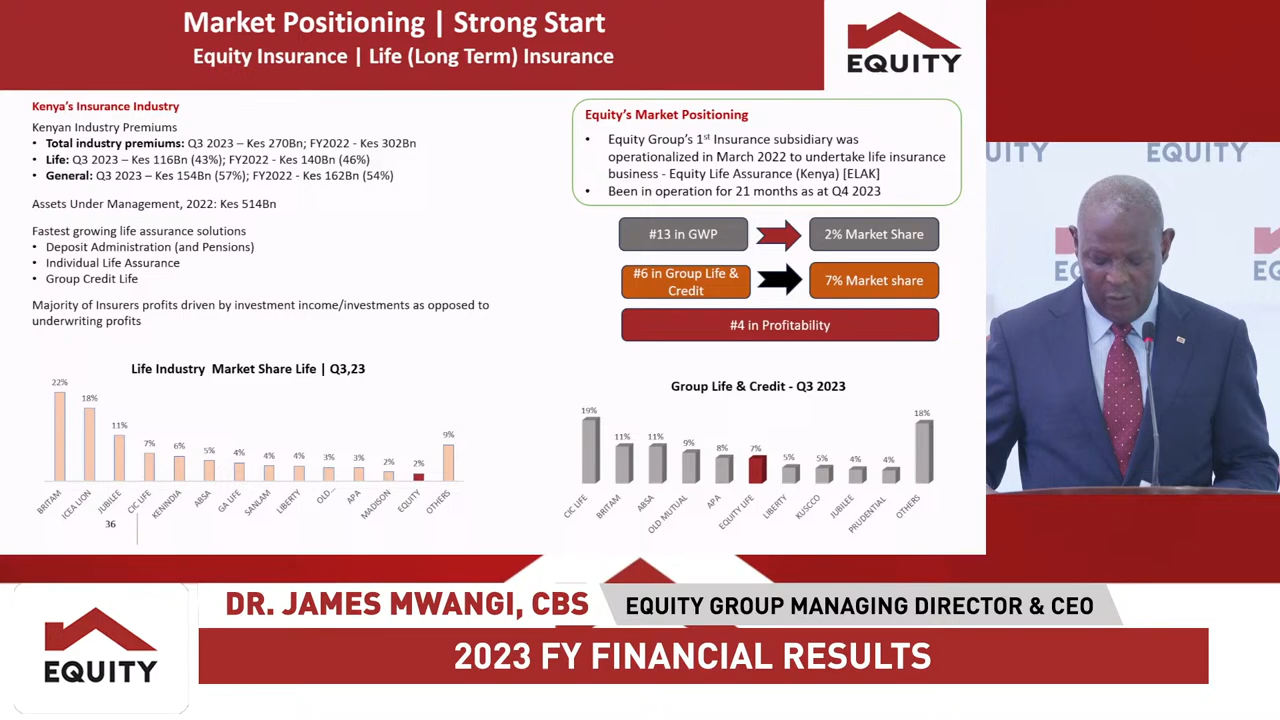 Market Positioning | Strong Start
Equity Insurance | Life (Long Term) Insurance
EQUITY
Kenya's Insurance Industry
Kenyan Industry Premiums
• Total industry premiums: Q3 2023 – Kes 270Bn; FY2022 - Kes 302Bn
• Life: Q3 2023 – Kes 116Bn (43%); FY2022 - Kes 140Bn (46%)
• General: Q3 2023 – Kes 154Bn (57%); FY2022 - Kes 162Bn (54%)
Assets Under Management, 2022: Kes 514Bn
Fastest growing life assurance solutions
• Deposit Administration (and Pensions)
• Individual Life Assurance
• Group Credit Life
Majority of Insurers profits driven by investment income/investments as opposed to
underwriting profits
Equity's Market Positioning
• Equity Group's 1st Insurance subsidiary was
operationalized in March 2022 to undertake life insurance
business - Equity Life Assurance (Kenya) [ELAK]
• Been in operation for 21 months as at Q4 2023
#13 in GWP
2% Market Share
#6 in Group Life &
Credit
7% Market share
#4 in Profitability
Life Industry Market Share Life | Q3,23
22%
18%
11%
7%
6%
5%
4%
4%
4%
3%
3%
2%
2%
9%
BRITAM
ICEA LION
JUBILEE
CIC LIFE
KENINDIA
ABSA
GA LIFE
SANLAM
LIBERTY
OLD...
APA
MADISON
EQUITY
OTHERS
36
Group Life & Credit - Q3 2023
19%
11%
11%
9%
8%
7%
5%
5%
4%
4%
18%
CIC LIFE
BRITAM
ABSA
OLD MUTUAL
APA
EQUITY LIFE
LIBERTY
KUSCCO
JUBILEE
PRUDENTIAL
OTHERS
UITY
EQUITY
DR. JAMES MWANGI, CBS
EQUITY GROUP MANAGING DIRECTOR & CEO
EQUITY
2023 FY FINANCIAL RESULTS